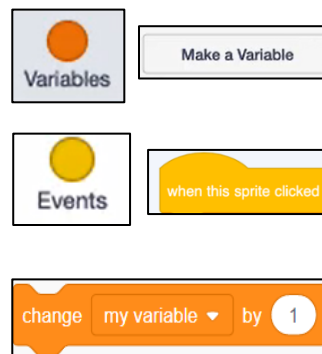 Make a Variable
Variables
when this sprite clicked
Events
change my variable by 1